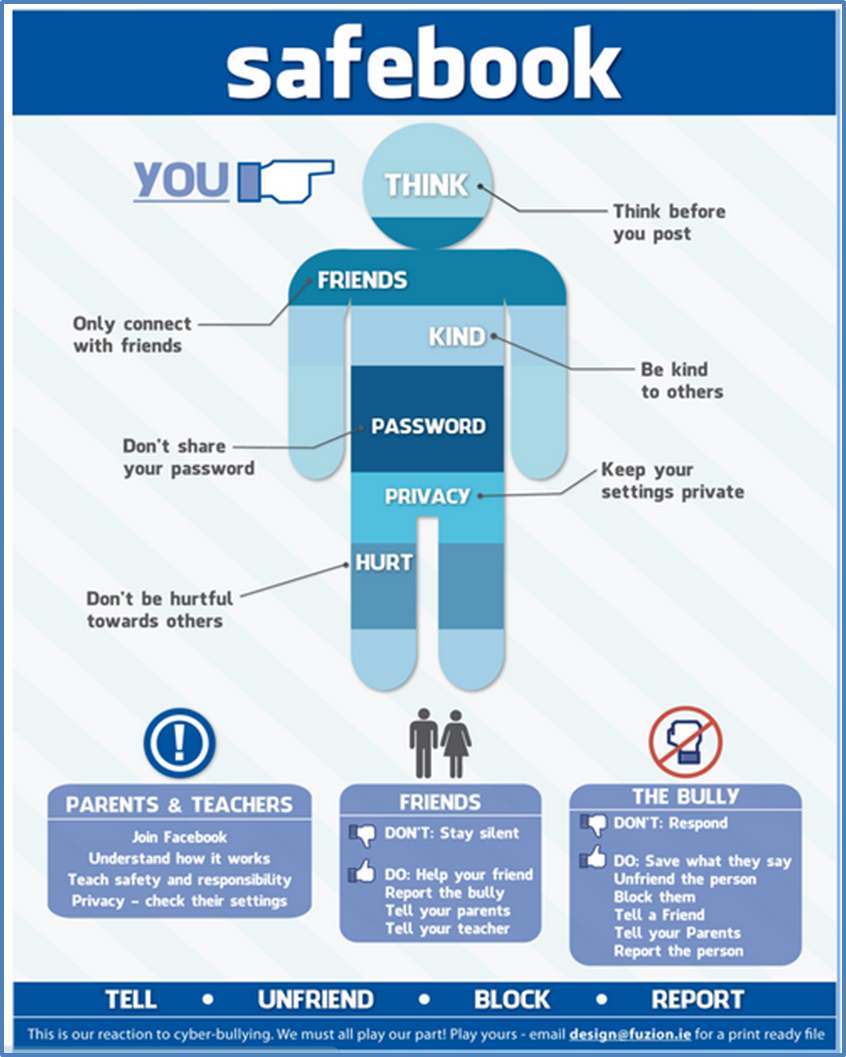 safebook
YOU
THINK
Think before
you post
FRIENDS
Only connect
with friends
KIND
Be kind
to others
PASSWORD
Don't share
your password
PRIVACY
Keep your
settings private
HURT
Don't be hurtful
towards others
PARENTS & TEACHERS
Join Facebook
Understand how it works
Teach safety and responsibility
Privacy – check their settings
FRIENDS
DON'T: Stay silent
DO: Help your friend
Report the bully
Tell your parents
Tell your teacher
THE BULLY
DON'T: Respond
DO: Save what they say
Unfriend the person
Block them
Tell a Friend
Tell your Parents
Report the person
TELL • UNFRIEND • BLOCK • REPORT
This is our reaction to cyber-bullying. We must all play our part! Play yours - email design@fuzion.ie for a print ready file